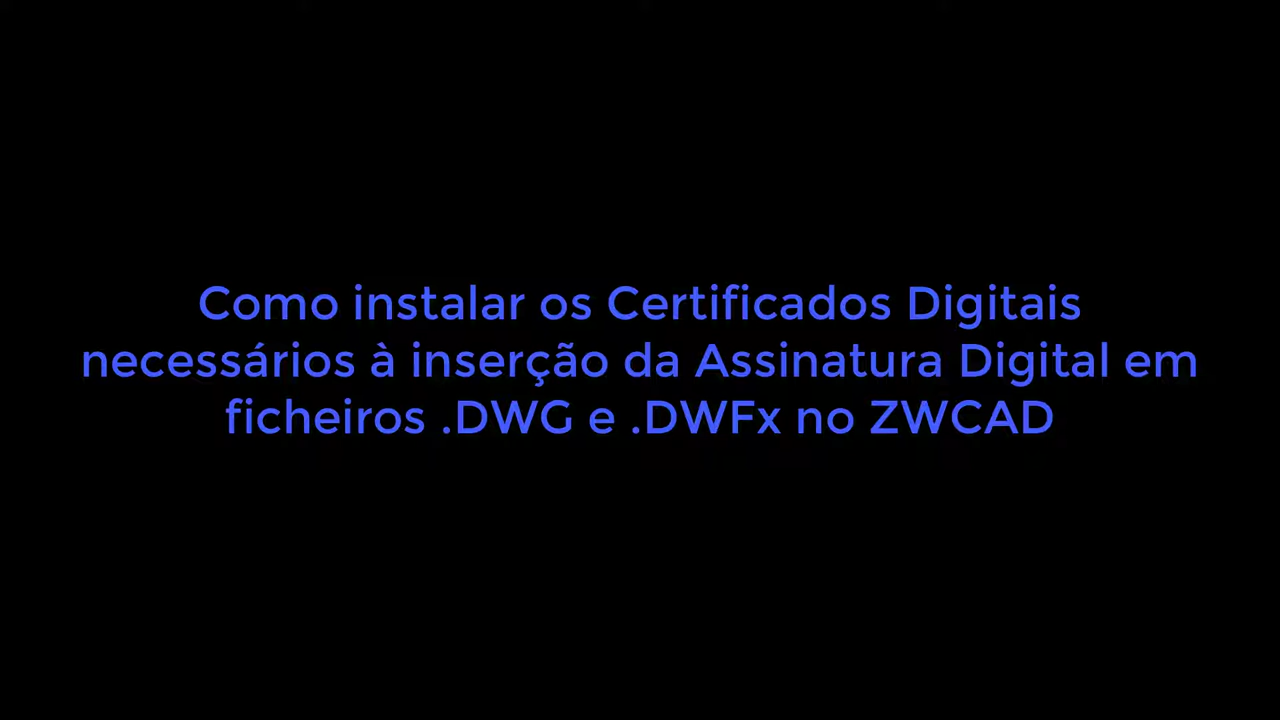 Como instalar os Certificados Digitais
necessários à inserção da Assinatura Digital em
ficheiros .DWG e .DWFx no ZWCAD